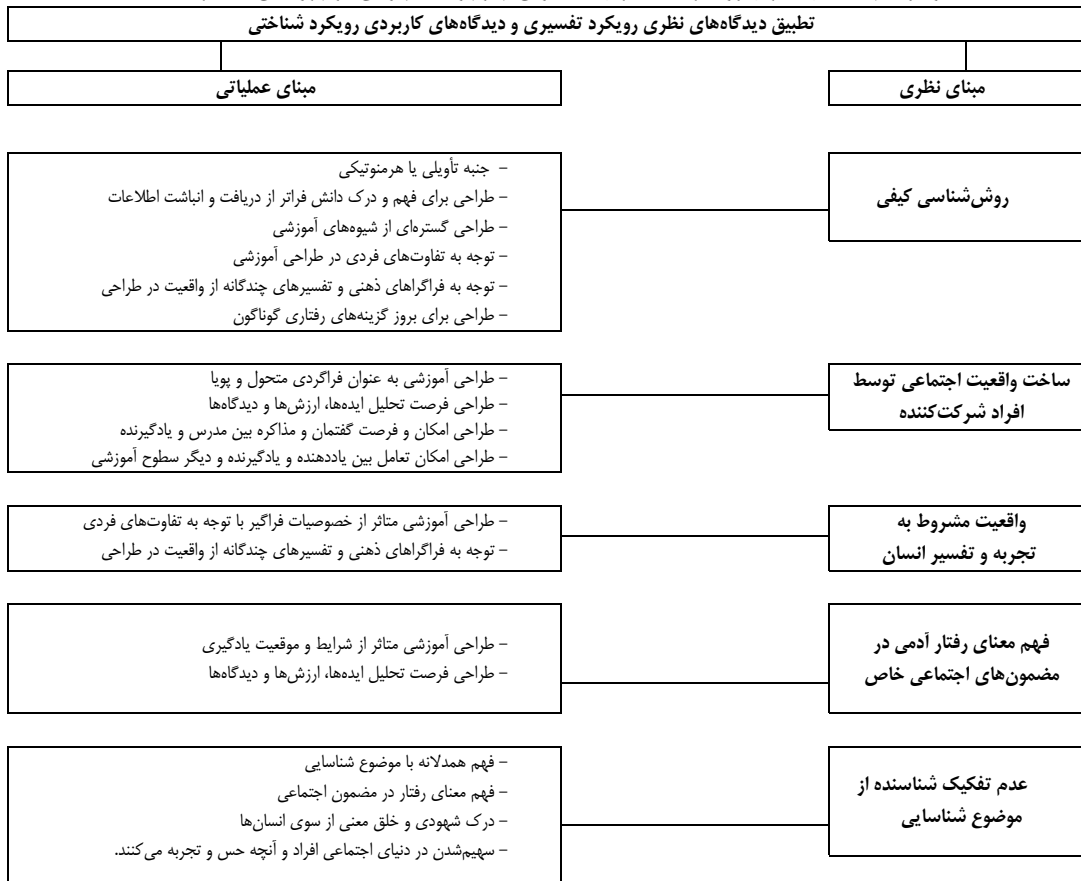 تطبیق دیدگاه‌های نظری رویکرد تفسیری و دیدگاه‌های کاربردی رویکرد شناختی
مبنای نظری
مبنای عملیاتی
روش‌شناسی کیفی
- جنبه تأویلی یا هرمنوتیکی
- طراحی برای فهم و درک دانش فراتر از دریافت و انباشت اطلاعات
- طراحی گستره‌ای از شیوه‌های آموزشی
- توجه به تفاوت‌های فردی در طراحی آموزشی
- توجه به فراگراهای ذهنی و تفسیرهای چندگانه از واقعیت در طراحی
- طراحی برای بروز گزینه‌های رفتاری گوناگون
ساخت واقعیت اجتماعی توسط
افراد شرکت‌کننده
- طراحی آموزشی به عنوان فراگردی متحول و پویا
- طراحی فرصت تحلیل ایده‌ها، ارزش‌ها و دیدگاه‌ها
- طراحی امکان و فرصت گفتمان و مذاکره بین مدرس و یادگیرنده
- طراحی امکان تعامل بین یاددهنده و یادگیرنده و دیگر سطوح آموزشی
واقعیت مشروط به
تجربه و تفسیر انسان
- طراحی آموزشی متاثر از خصوصیات فراگیر با توجه به تفاوت‌های فردی
- توجه به فراگراهای ذهنی و تفسیرهای چندگانه از واقعیت در طراحی
فهم معنای رفتار آدمی در
مضمون‌های اجتماعی خاص
- طراحی آموزشی متاثر از شرایط و موقعیت یادگیری
- طراحی فرصت تحلیل ایده‌ها، ارزش‌ها و دیدگاه‌ها
عدم تفکیک شناسنده از
موضوع شناسایی
- فهم همدلانه با موضوع شناسایی
- فهم معنای رفتار در مضمون اجتماعی
- درک شهودی و خلق معنی از سوی انسان‌ها
- سهیم‌شدن در دنیای اجتماعی افراد و آنچه حس و تجربه می‌کنند.